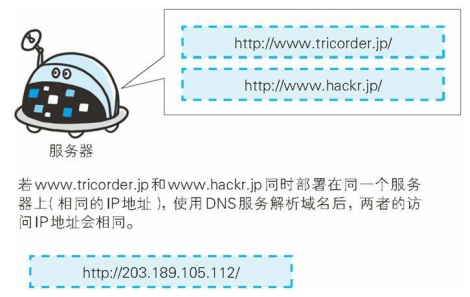 http://www.tricorder.jp/
http://www.hackr.jp/
服务器
若www.tricorder.jp和www.hackr.jp同时部署在同一个服务
器上(相同的IP地址)，使用DNS服务解析域名后，两者的访
问IP地址会相同。
http://203.189.105.112/